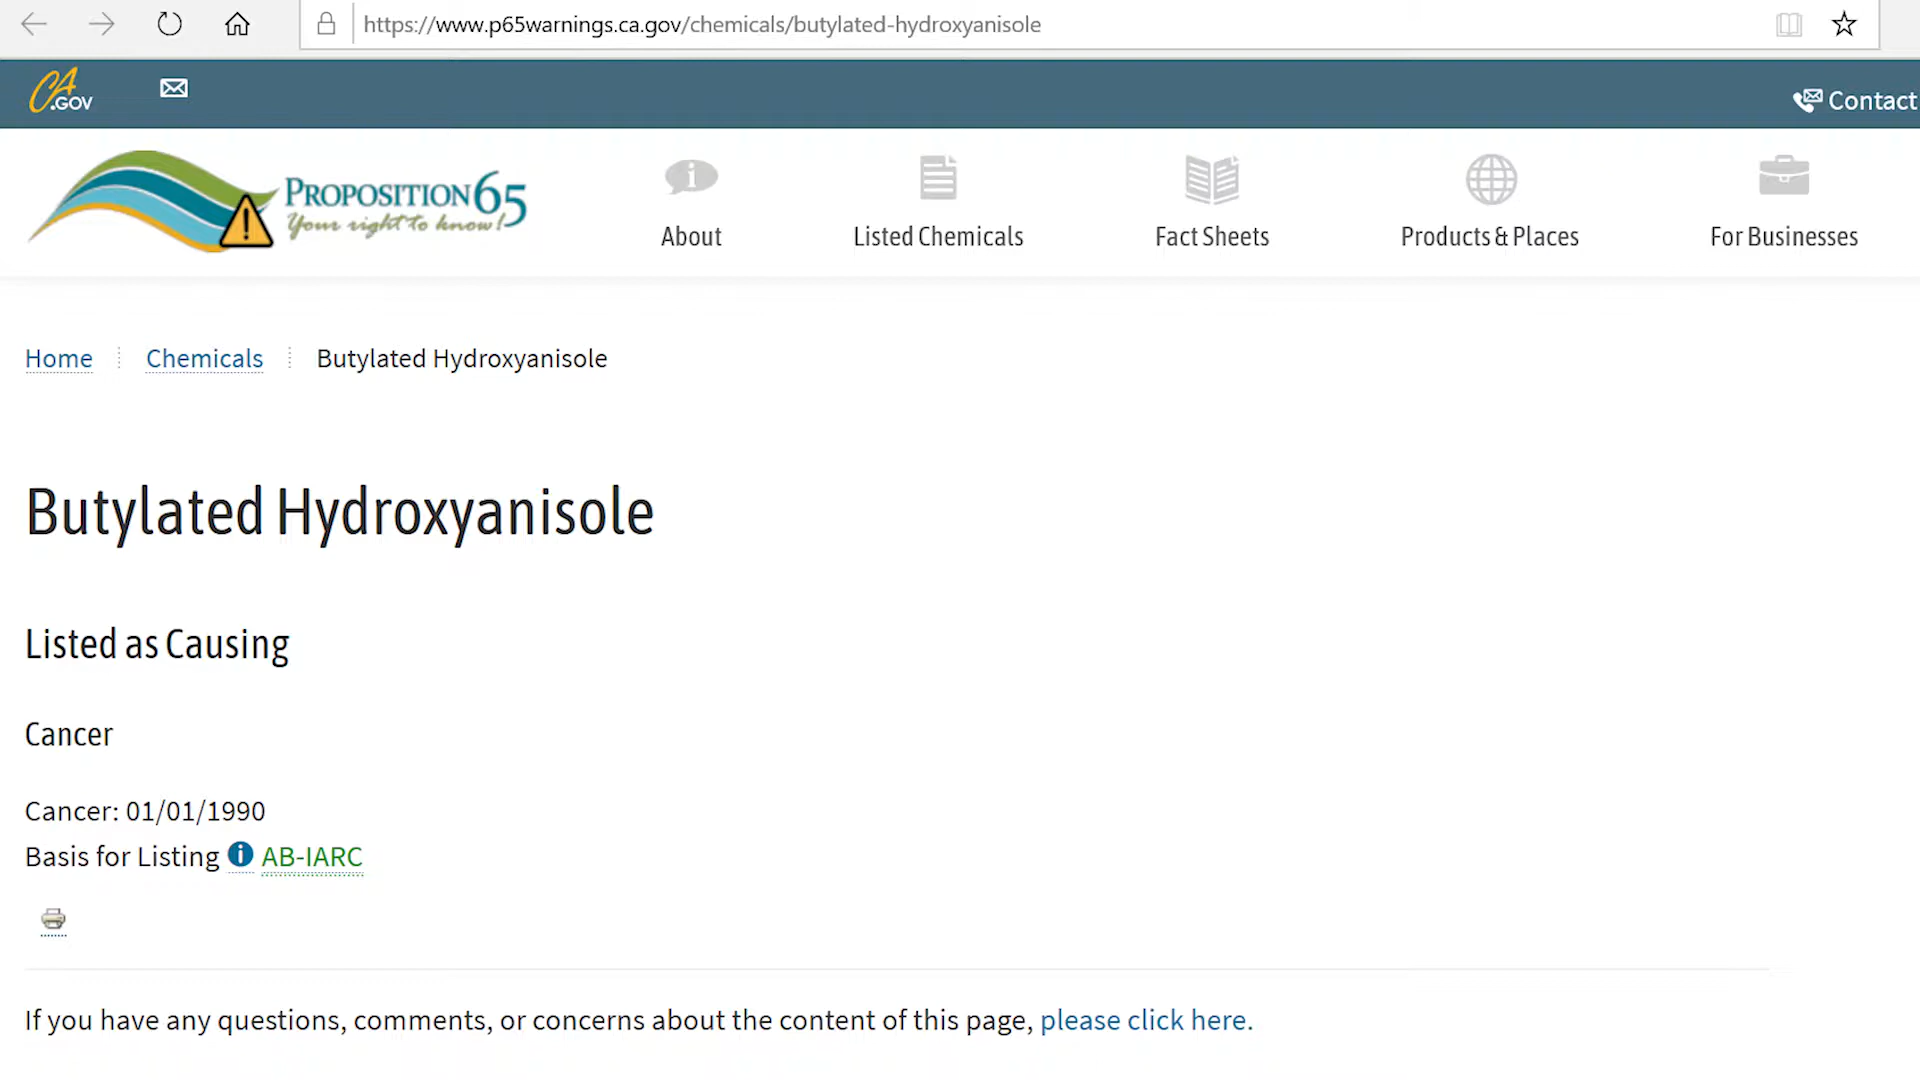 https://www.p65warnings.ca.gov/chemicals/butylated-hydroxyanisole
CA.GOV
Contact
PROPOSITION 65
Your right to know!
About
Listed Chemicals
Fact Sheets
Products & Places
For Businesses
Home
Chemicals
Butylated Hydroxyanisole
Butylated Hydroxyanisole
Listed as Causing
Cancer
Cancer: 01/01/1990
Basis for Listing i AB-IARC
If you have any questions, comments, or concerns about the content of this page, please click here.